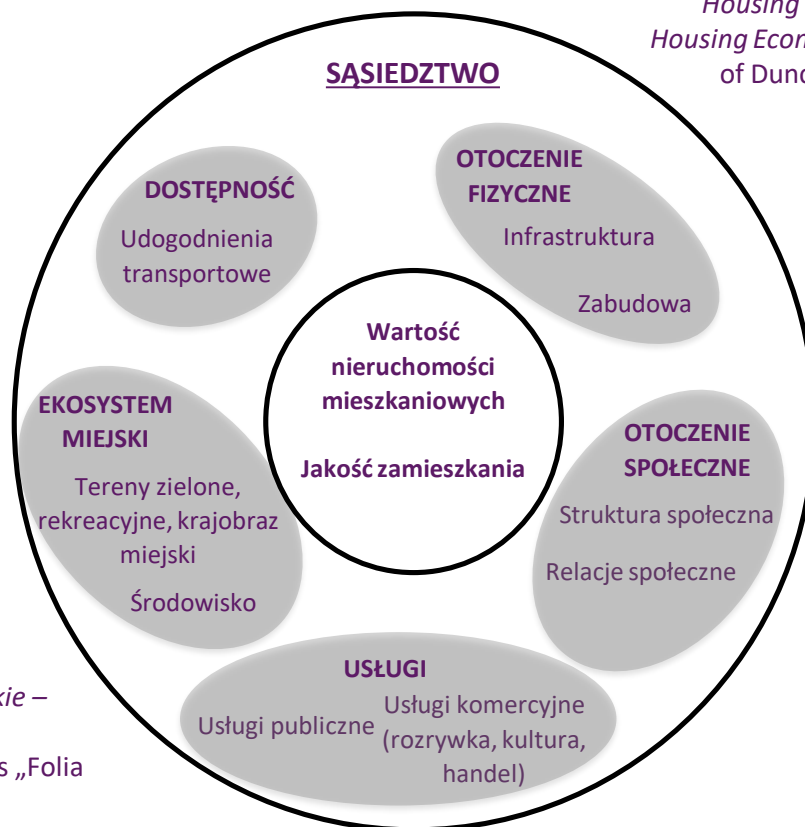 Housing
Housing Econ
of Dund
SĄSIEDZTWO
DOSTĘPNOŚĆ
Udogodnienia
transportowe
OTOCZENIE
FIZYCZNE
Infrastruktura
Zabudowa
Wartość
nieruchomości
mieszkaniowych
Jakość zamieszkania
EKOSYSTEM
MIEJSKI
Tereny zielone,
rekreacyjne, krajobraz
miejski
Środowisko
OTOCZENIE
SPOŁECZNE
Struktura społeczna
Relacje społeczne
USŁUGI
Usługi publiczne
Usługi komercyjne
(rozrywka, kultura,
handel)
kie –
s „Folia